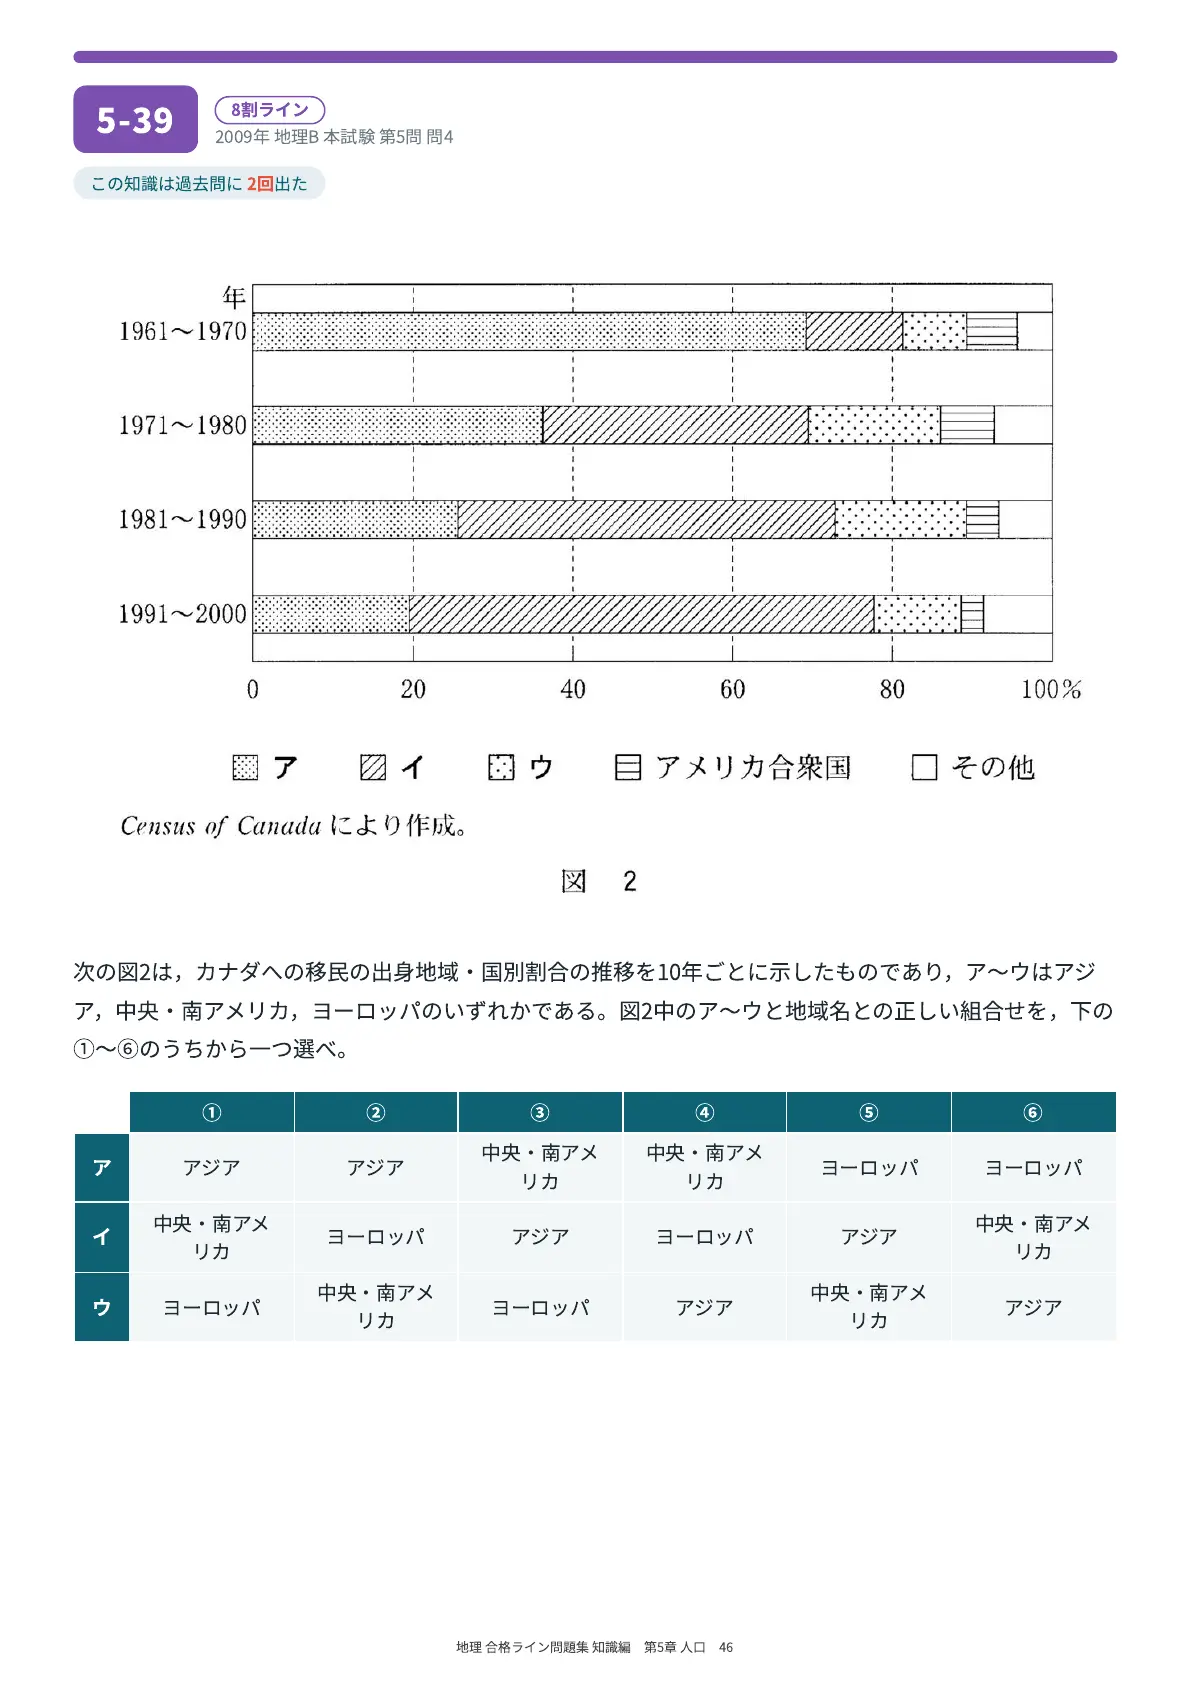 5-39
8割ライン
2009年 地理B 本試験 第5問 問4
この知識は過去問に 2回出た
年
1961〜1970
1971〜1980
1981〜1990
1991〜2000
0 20 40 60 80 100%
ア イ ウ アメリカ合衆国 その他
Census of Canada により作成。
図 2
次の図2は，カナダへの移民の出身地域・国別割合の推移を10年ごとに示したものであり，ア〜ウはアジ
ア，中央・南アメリカ，ヨーロッパのいずれかである。図2中のア〜ウと地域名との正しい組合せを，下の
①〜⑥のうちから一つ選べ。
① ② ③ ④ ⑤ ⑥
ア アジア アジア 中央・南アメリカ 中央・南アメリカ ヨーロッパ ヨーロッパ
イ 中央・南アメリカ ヨーロッパ アジア ヨーロッパ アジア 中央・南アメリカ
ウ ヨーロッパ 中央・南アメリカ ヨーロッパ アジア 中央・南アメリカ アジア
地理 合格ライン問題集 知識編 第5章 人口 46